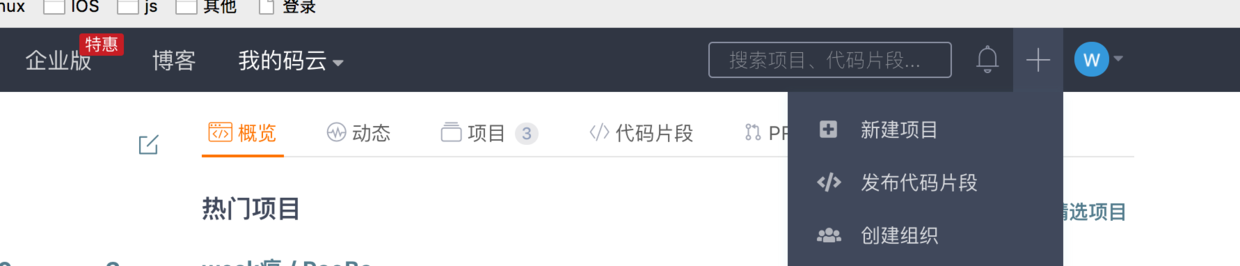 IOS js 其他 登录
企业版 特惠 博客 我的码云 搜索项目、代码片段... W
概览 动态 项目 3 代码片段
新建项目
发布代码片段
热门项目 精选项目
创建组织